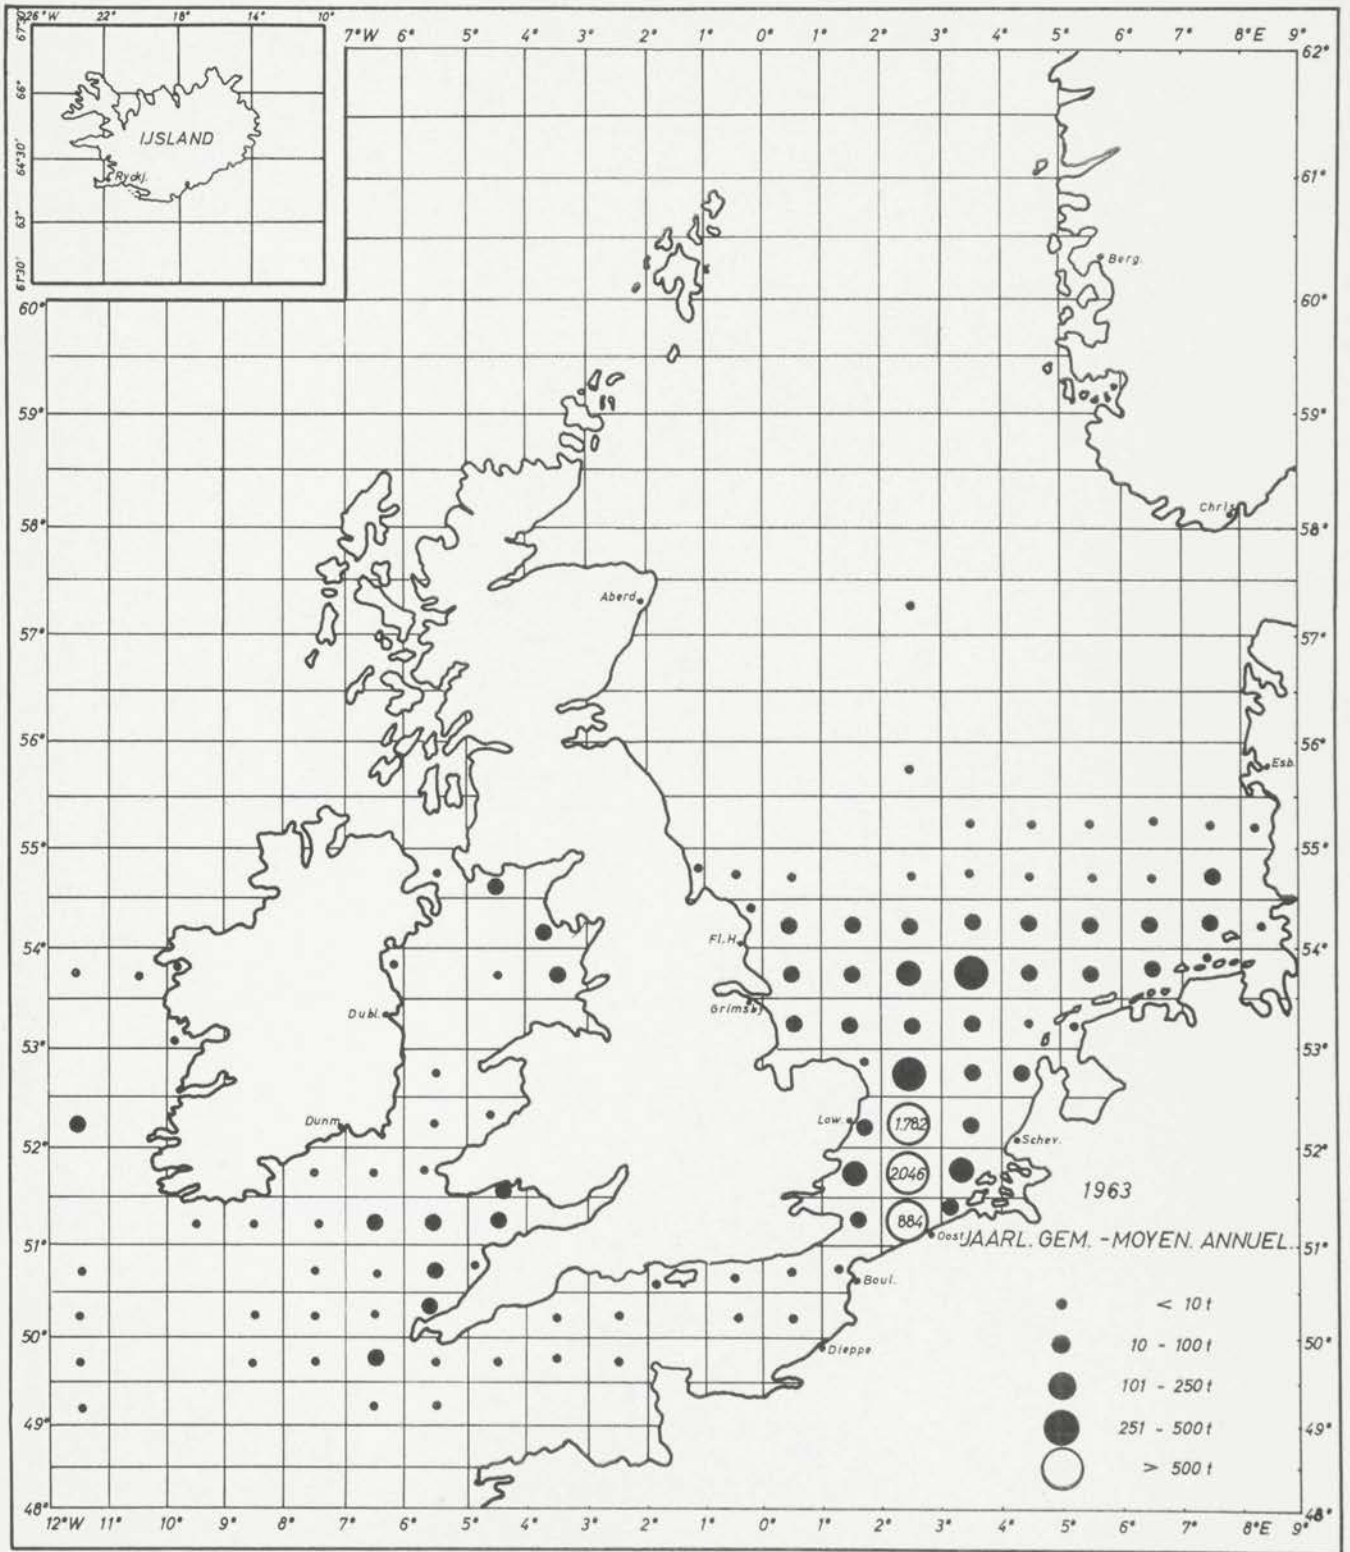 26°W 22° 18° 14° 10°
67°30'
66°
64°30'
63°
61°30'
IJSLAND
Ryckj.
7°W 6° 5° 4° 3° 2° 1° 0° 1° 2° 3° 4° 5° 6° 7° 8°E 9°
62°
61°
60° 60°
59° 59°
58° 58°
57° 57°
56° 56°
55° 55°
54° 54°
53° 53°
52° 52°
51° 51°
50° 50°
49° 49°
48° 48°
Berg.
Chris
Aberd.
Esb.
Fl.H.
Grimsby
Dubl.
Dunm.
Low.
1.782
Schev.
2.046
884
Oost.
1963
JAARL. GEM. - MOYEN. ANNUEL.
Boul.
Dieppe
< 10 t
10 - 100 t
101 - 250 t
251 - 500 t
> 500 t
12°W 11° 10° 9° 8° 7° 6° 5° 4° 3° 2° 1° 0° 1° 2° 3° 4° 5° 6° 7° 8°E 9°